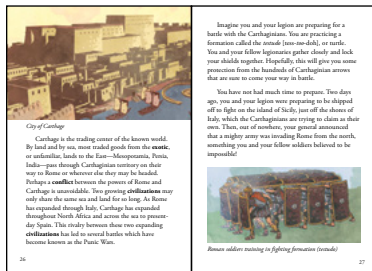 City of Carthage
Carthage is the trading center of the known world.
By land and by sea, most traded goods from the exotic,
or unfamiliar, lands to the East—Mesopotamia, Persia,
India—pass through Carthaginian territory on their
way to Rome or wherever else they may be headed.
Perhaps a conflict between the powers of Rome and
Carthage is unavoidable. Two growing civilizations may
only share the same sea and land for so long. As Rome
has expanded through Italy, Carthage has expanded
throughout North Africa and across the sea to present-
day Spain. This rivalry between these two expanding
civilizations has led to several battles which have
become known as the Punic Wars.
26
Imagine you and your legion are preparing for a
battle with the Carthaginians. You are practicing a
formation called the testudo [tess-too-doh], or turtle.
You and your fellow legionaries gather closely and lock
your shields together. Hopefully, this will give you some
protection from the hundreds of Carthaginian arrows
that are sure to come your way in battle.
You have not had much time to prepare. Two days
ago, you and your legion were preparing to be shipped
off to fight on the island of Sicily, just off the shores of
Italy, which the Carthaginians are trying to claim as their
own. Then, out of nowhere, your general announced
that a mighty army was invading Rome from the north,
something you and your fellow soldiers believed to be
impossible!
Roman soldiers training in fighting formation (testudo)
27